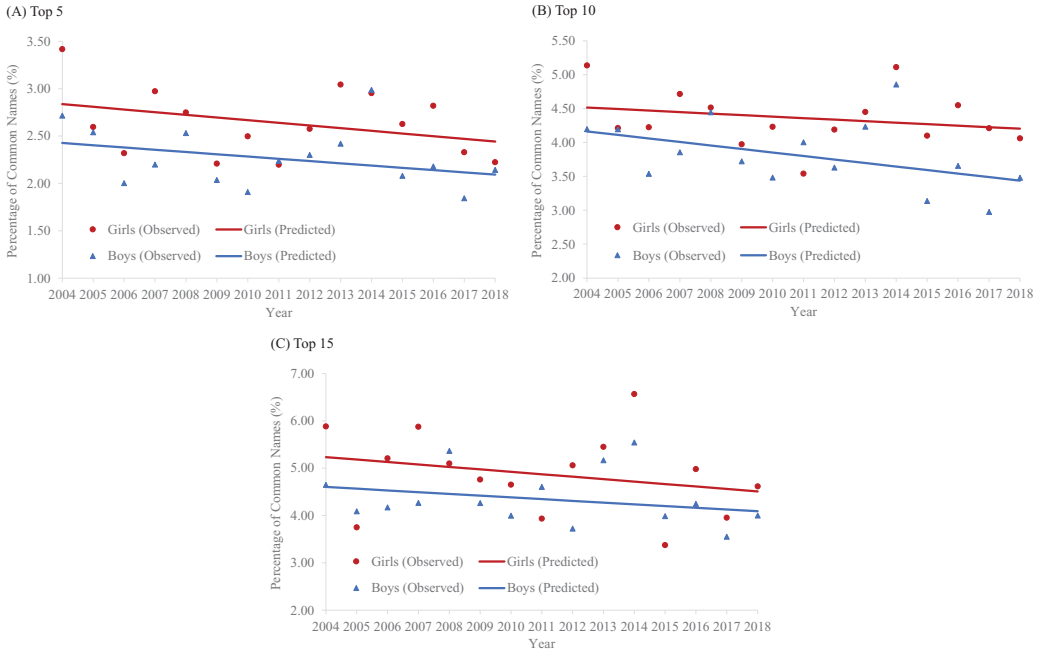 (A) Top 5
3.50
3.00
2.50
2.00
1.50
1.00
Percentage of Common Names (%)
Girls (Observed) Girls (Predicted)
Boys (Observed) Boys (Predicted)
2004 2005 2006 2007 2008 2009 2010 2011 2012 2013 2014 2015 2016 2017 2018
Year
(B) Top 10
5.50
5.00
4.50
4.00
3.50
3.00
2.50
2.00
Percentage of Common Names (%)
Girls (Observed) Girls (Predicted)
Boys (Observed) Boys (Predicted)
2004 2005 2006 2007 2008 2009 2010 2011 2012 2013 2014 2015 2016 2017 2018
Year
(C) Top 15
7.00
6.00
5.00
4.00
3.00
2.00
Percentage of Common Names (%)
Girls (Observed) Girls (Predicted)
Boys (Observed) Boys (Predicted)
2004 2005 2006 2007 2008 2009 2010 2011 2012 2013 2014 2015 2016 2017 2018
Year